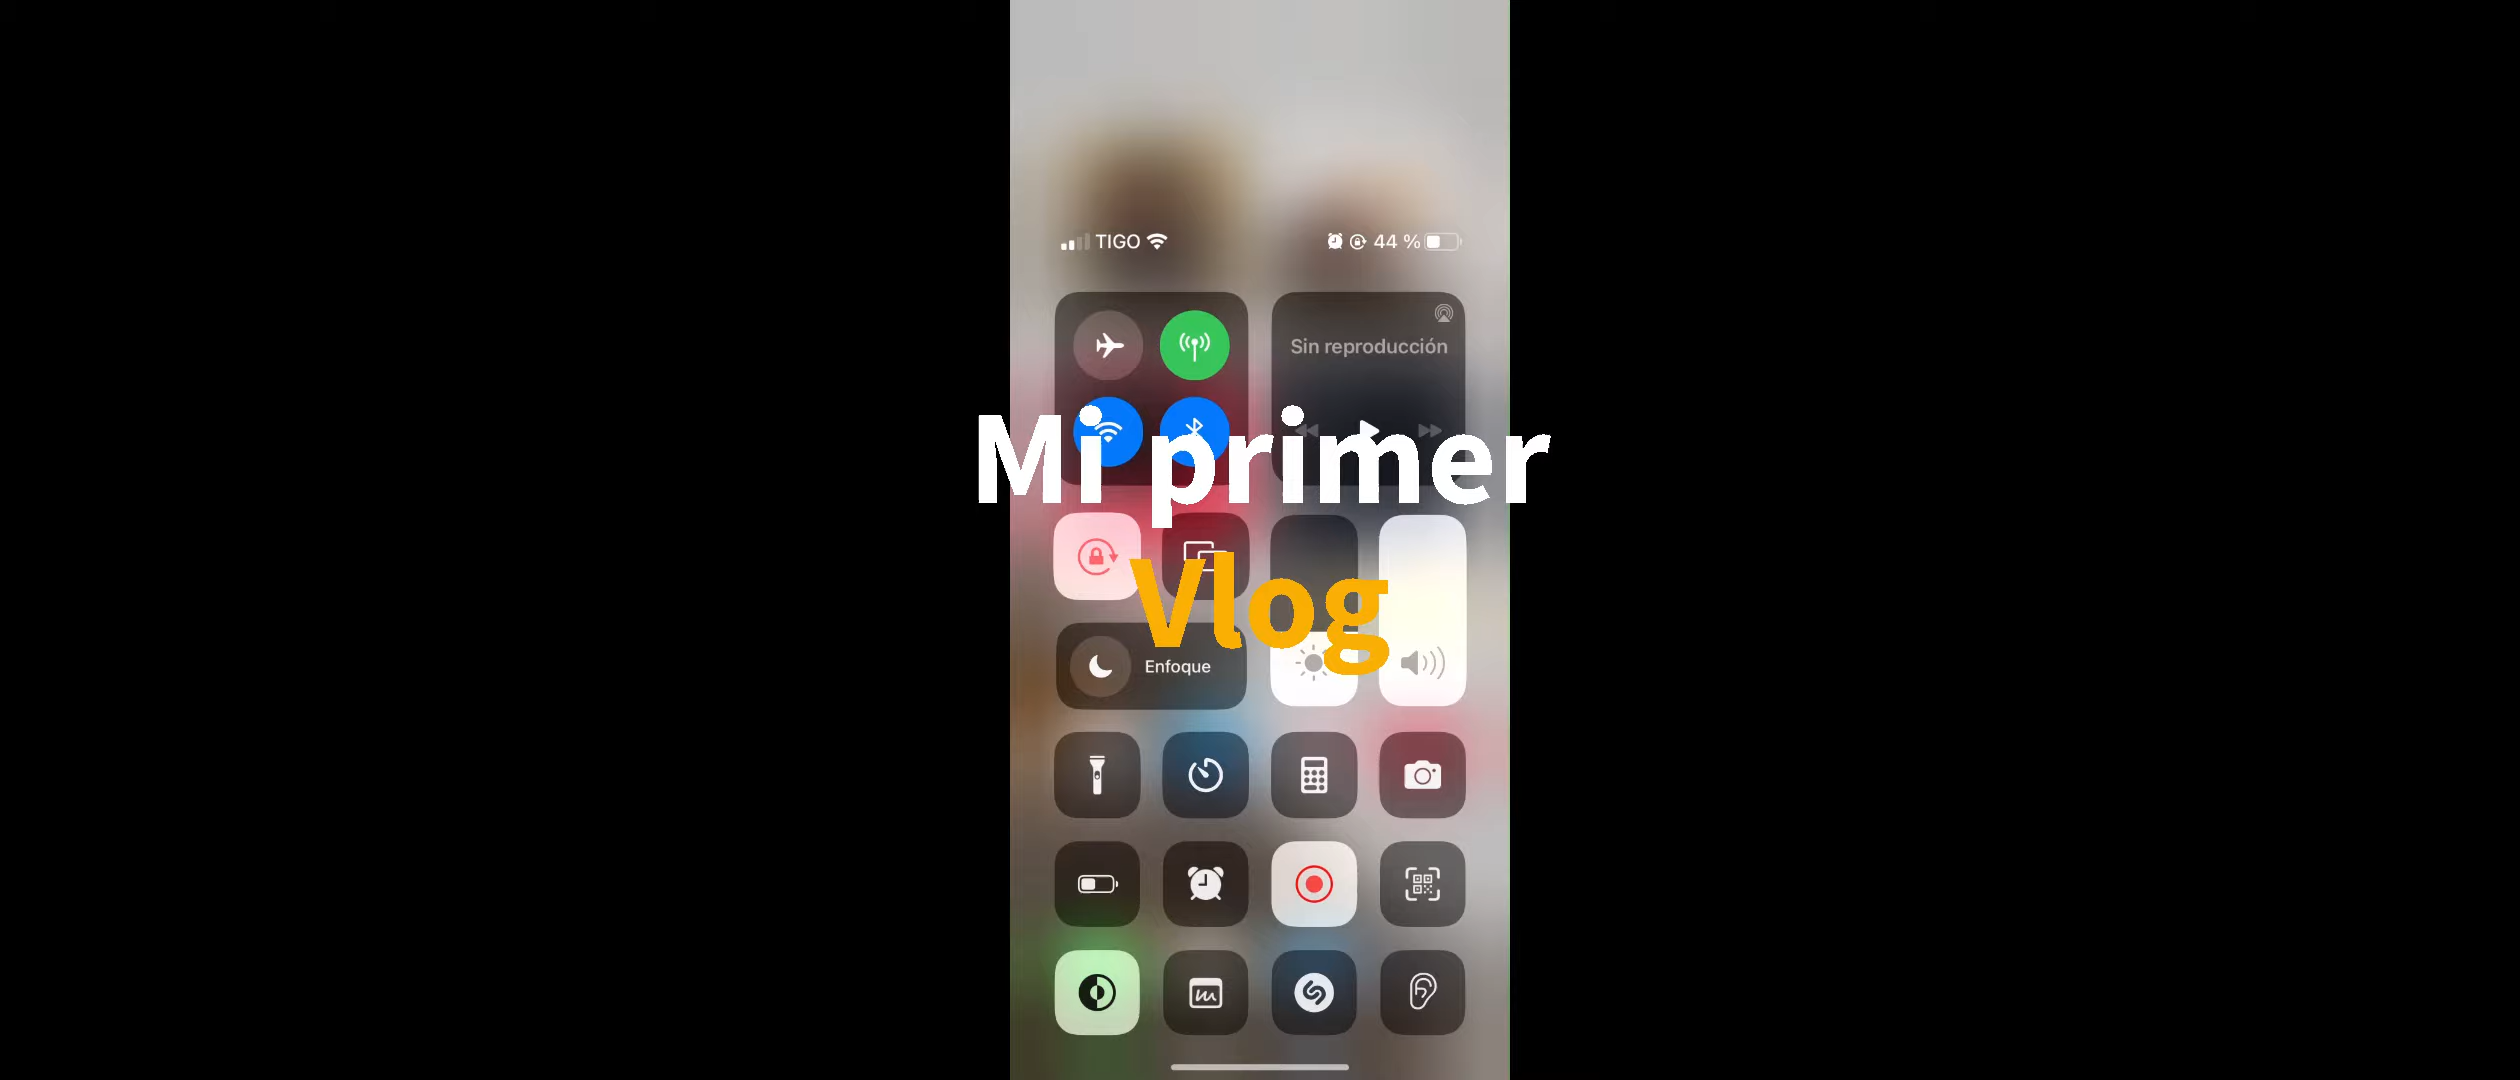 TIGO
44 %
Sin reproducción
Mi primer
Vlog
Enfoque